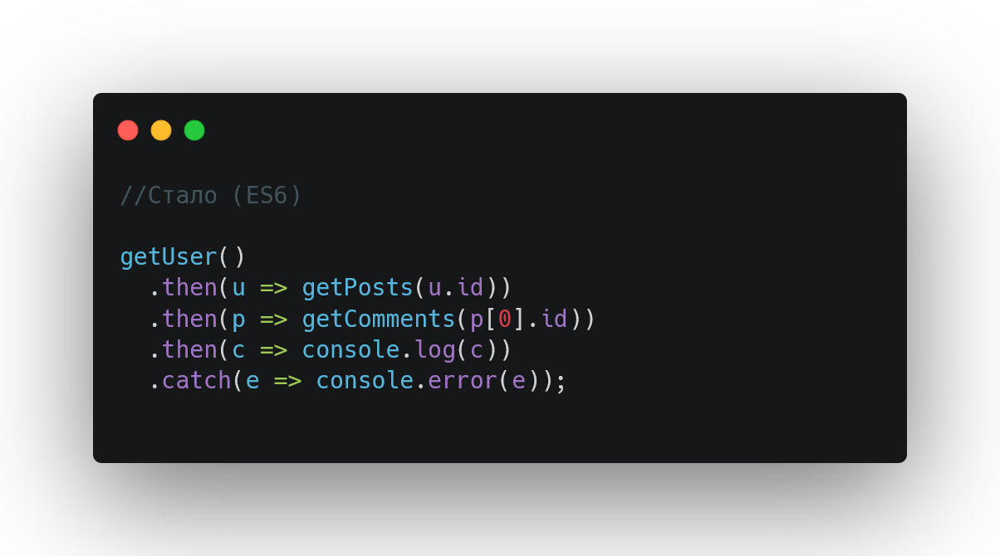 //Стало (ES6)
getUser()
  .then(u => getPosts(u.id))
  .then(p => getComments(p[0].id))
  .then(c => console.log(c))
  .catch(e => console.error(e));